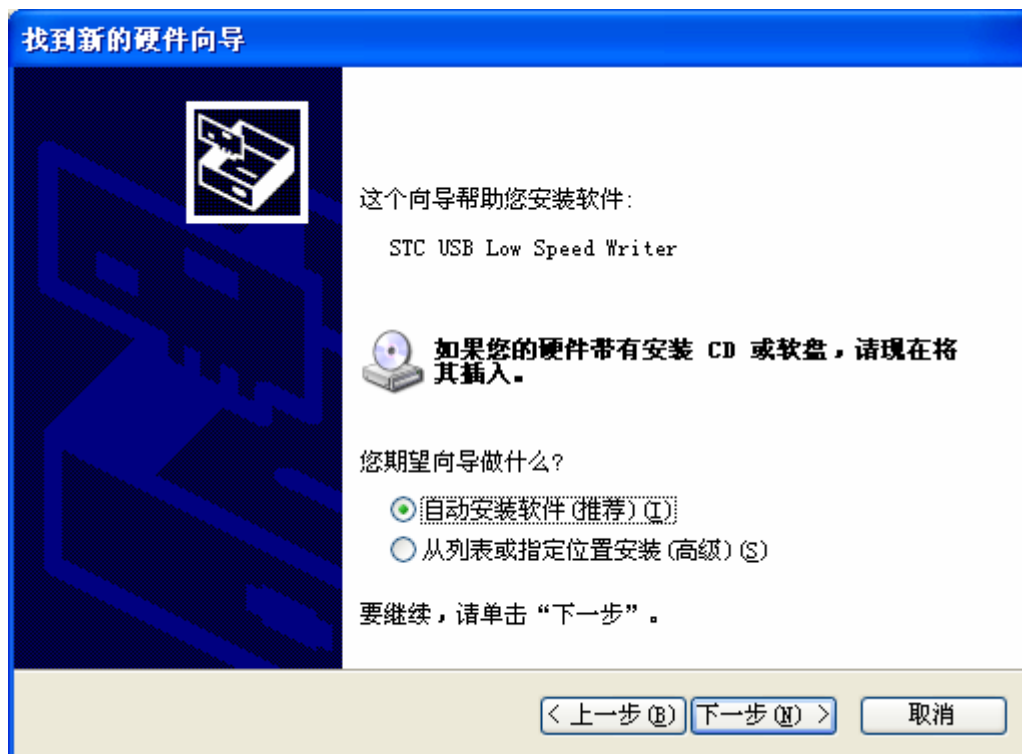 找到新的硬件向导
这个向导帮助您安装软件:
STC USB Low Speed Writer
如果您的硬件带有安装 CD 或软盘，请现在将
其插入。
您期望向导做什么?
自动安装软件(推荐)(I)
从列表或指定位置安装(高级)(S)
要继续，请单击“下一步”。
< 上一步(B) 下一步(N) > 取消